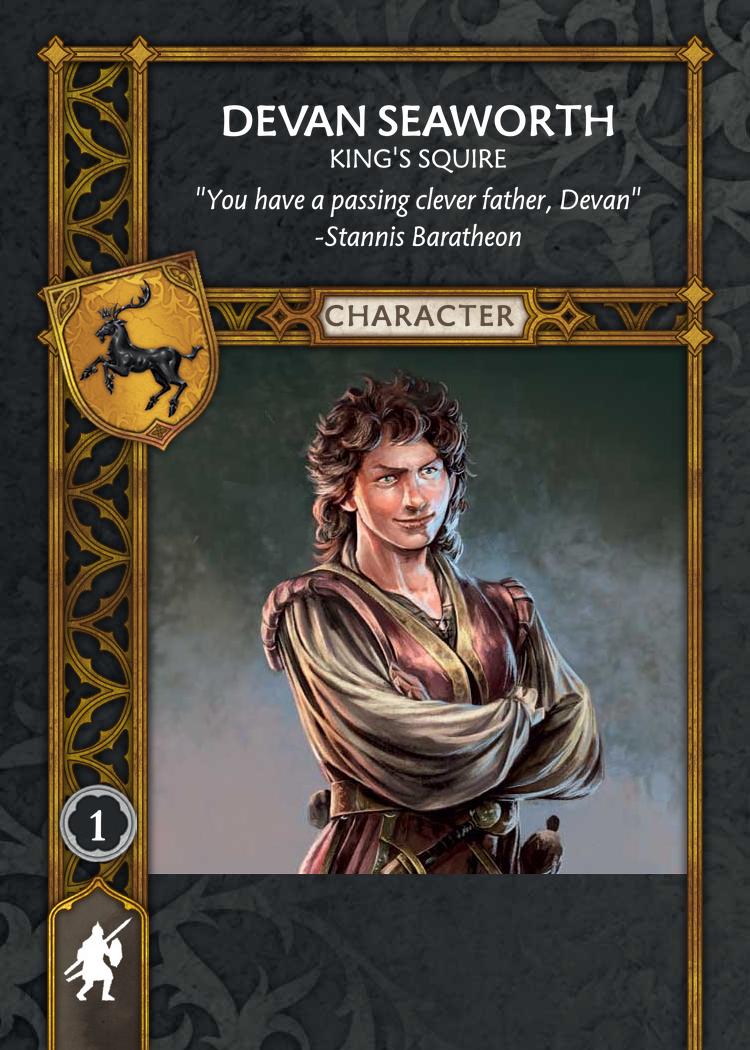 DEVAN SEAWORTH
KING'S SQUIRE
"You have a passing clever father, Devan"
-Stannis Baratheon
CHARACTER
1